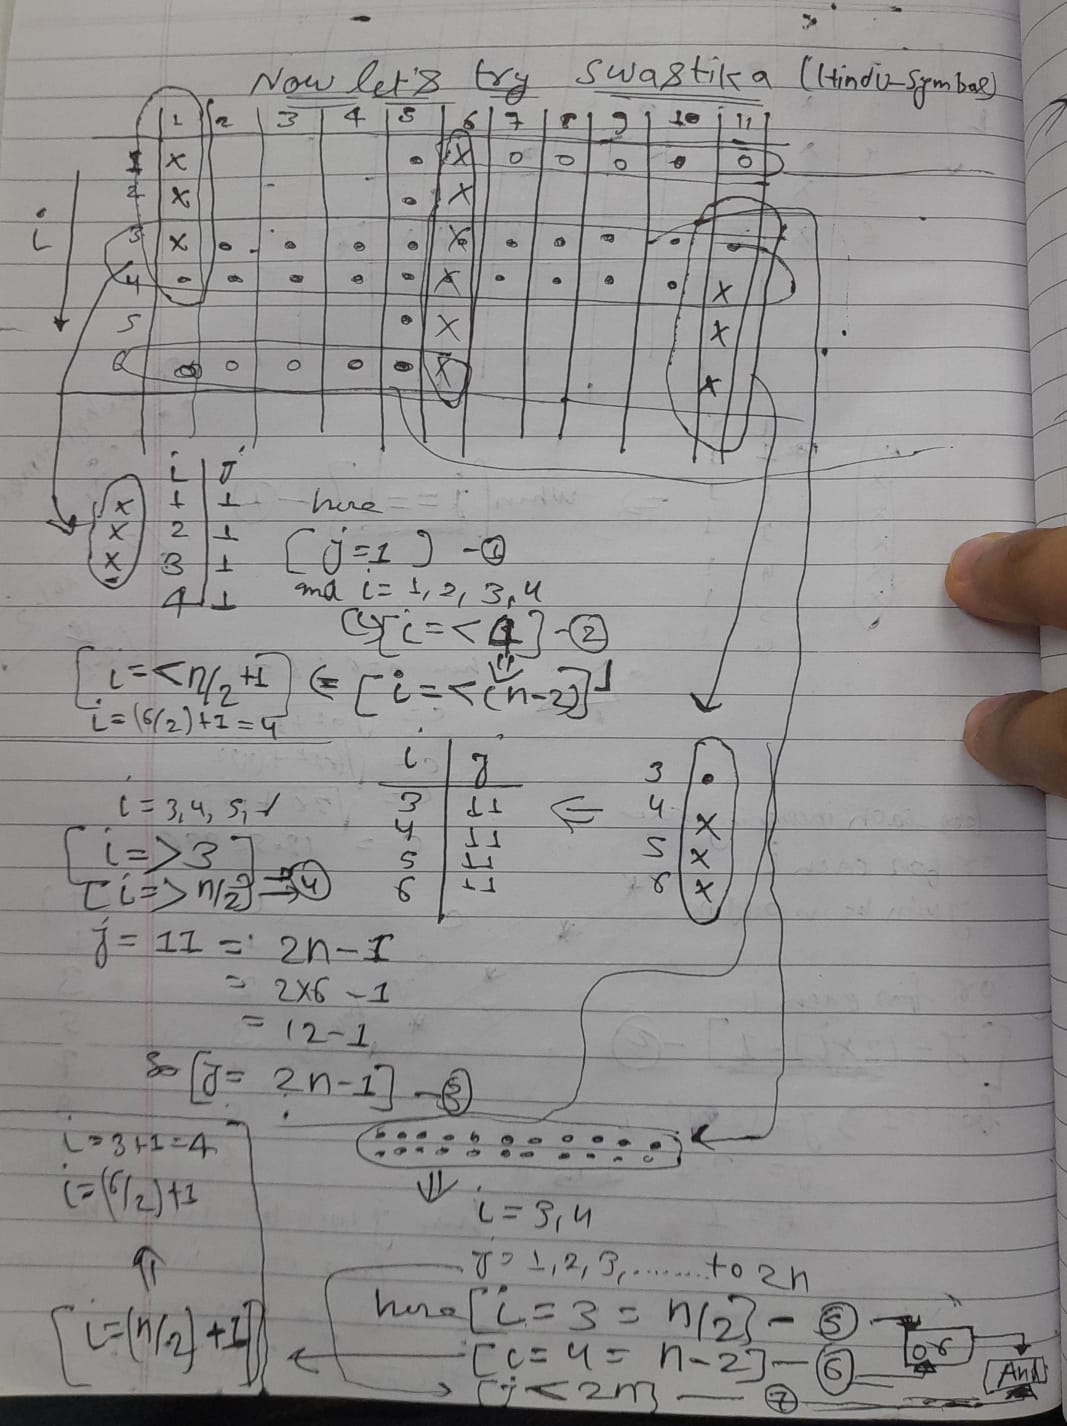 Now let's try Swastika (Hindu-Symbol)
1 2 3 4 5 6 7 8 9 10 11
1 x . x o o o . o
2 x . x
3 x . . . . x . . . . .
4 . . . . . x . . . . x
i
5 . x x
6 . o o . . x x
i j
x 1 1 here
x 2 1 [j=1] -①
x 3 1 and i= 1, 2, 3, 4
4 1 [i=<4] -②
[i=<n/2+1] ⇐ [i=<(n-2)]
i=(6/2)+1=4
i j
3 11 3 .
4 11 ⇐ 4 x
5 11 5 x
6 11 6 x
i=3,4,5,
[i=>3]
[i=>n/2] → ④
j= 11 = 2n-1
= 2x6 -1
= 12-1
So [j= 2n-1] -③
i=3+1=4
i=(6/2)+1
⇓
i=3,4
j=1,2,3,.......to 2n
here [i=3= n/2] - ⑤
or
[i=4= n-2] - ⑥
And
[j<2n] — ⑦
⇑
[i=(n/2)+1]